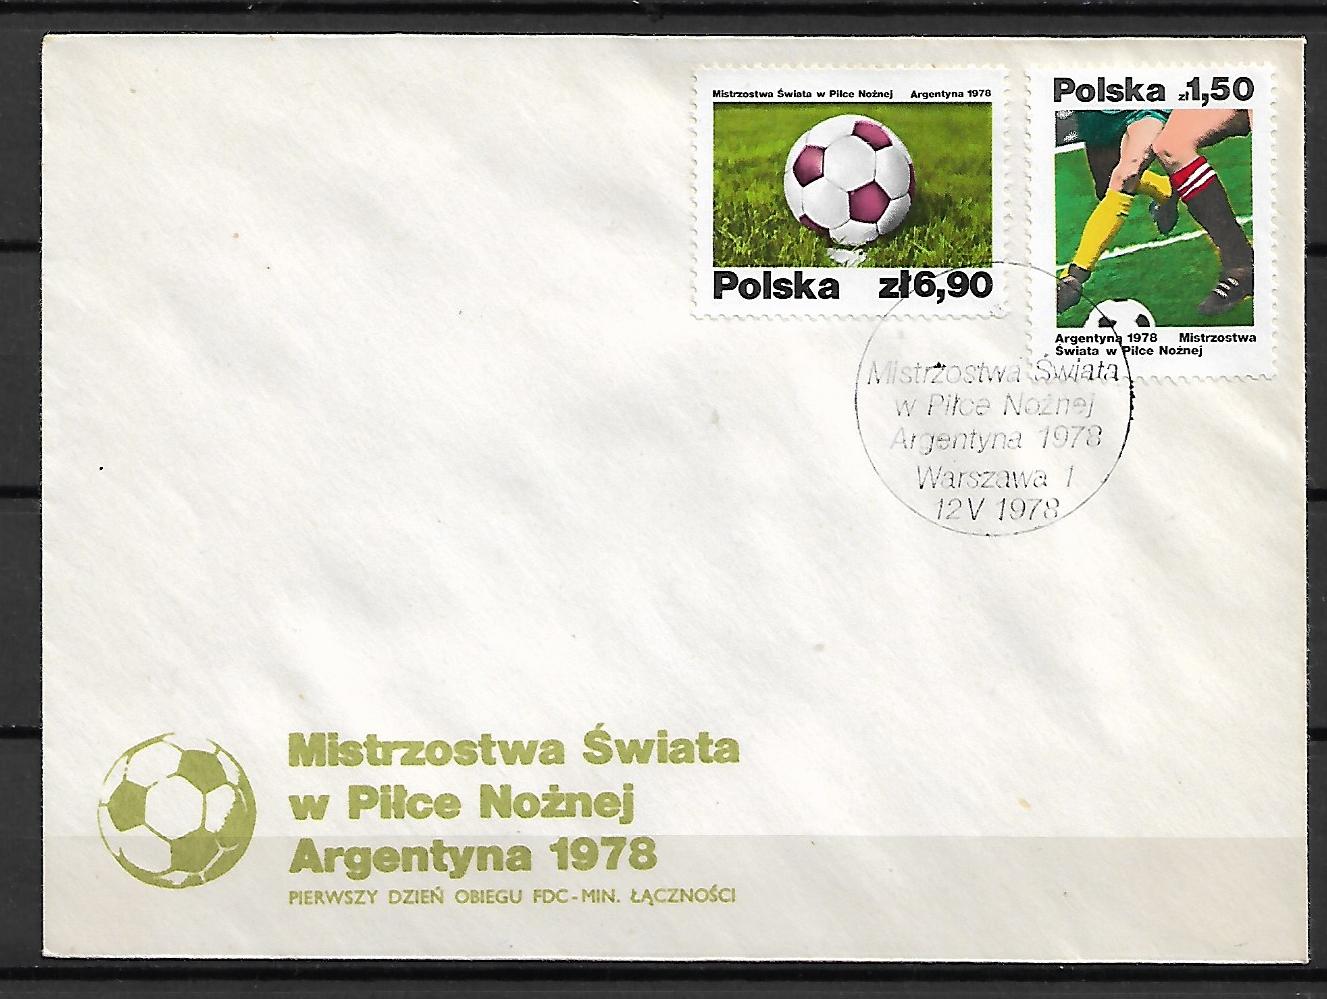 Mistrzostwa Świata w Piłce Nożnej Argentyna 1978
Polska zł6,90
Polska zł1,50
Argentyna 1978 Mistrzostwa
Świata w Piłce Nożnej
Mistrzostwa Świata
w Piłce Nożnej
Argentyna 1978
Warszawa 1
12 V 1978
Mistrzostwa Świata
w Piłce Nożnej
Argentyna 1978
PIERWSZY DZIEŃ OBIEGU FDC-MIN. ŁĄCZNOŚCI